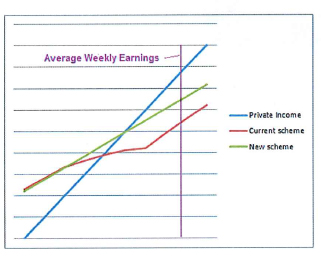 Average Weekly Earnings
Private Income
Current scheme
New scheme